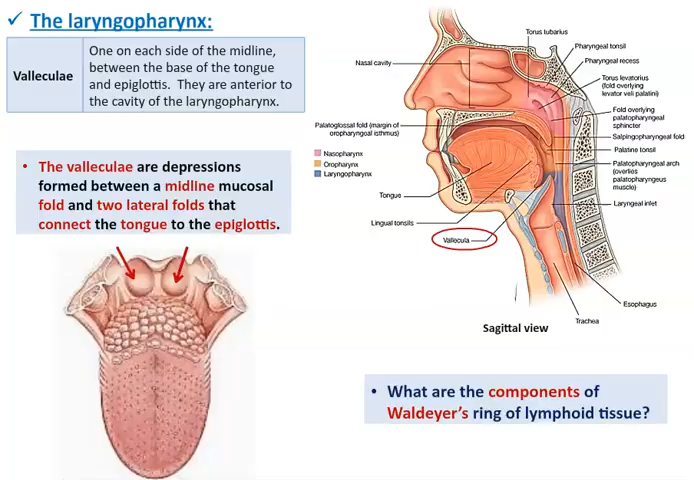 ✓ The laryngopharynx:
Valleculae
One on each side of the midline,
between the base of the tongue
and epiglottis. They are anterior to
the cavity of the laryngopharynx.
• The valleculae are depressions
formed between a midline mucosal
fold and two lateral folds that
connect the tongue to the epiglottis.
Torus tubarius
Nasal cavity
Pharyngeal tonsil
Pharyngeal recess
Torus levatorius
(fold overlying
levator veli palatini)
Fold overlying
palatopharyngeal
sphincter
Palatoglossal fold (margin of
oropharyngeal isthmus)
Salpingopharyngeal fold
Palatine tonsil
Nasopharynx
Oropharynx
Laryngopharynx
Palatopharyngeal arch
(overlies
palatopharyngeus
muscle)
Tongue
Laryngeal inlet
Lingual tonsils
Vallecula
Esophagus
Trachea
Sagittal view
• What are the components of
Waldeyer's ring of lymphoid tissue?